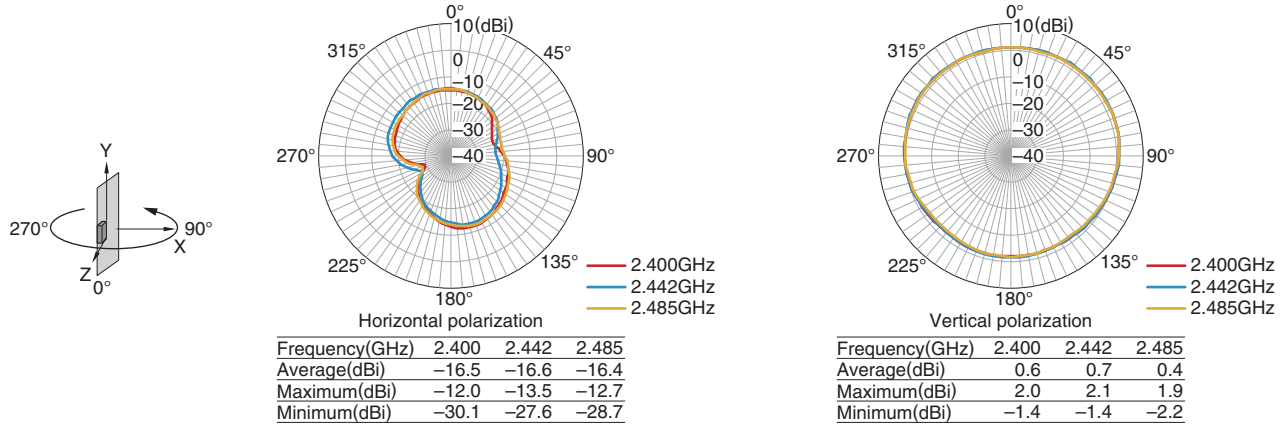 Y
270°
90°
X
Z
0°
0°
10(dBi)
315°
45°
0
–10
–20
–30
–40
270°
90°
225°
135°
180°
2.400GHz
2.442GHz
2.485GHz
Horizontal polarization
Frequency(GHz) 2.400 2.442 2.485
Average(dBi) –16.5 –16.6 –16.4
Maximum(dBi) –12.0 –13.5 –12.7
Minimum(dBi) –30.1 –27.6 –28.7
0°
10(dBi)
315°
45°
0
–10
–20
–30
–40
270°
90°
225°
135°
180°
2.400GHz
2.442GHz
2.485GHz
Vertical polarization
Frequency(GHz) 2.400 2.442 2.485
Average(dBi) 0.6 0.7 0.4
Maximum(dBi) 2.0 2.1 1.9
Minimum(dBi) –1.4 –1.4 –2.2